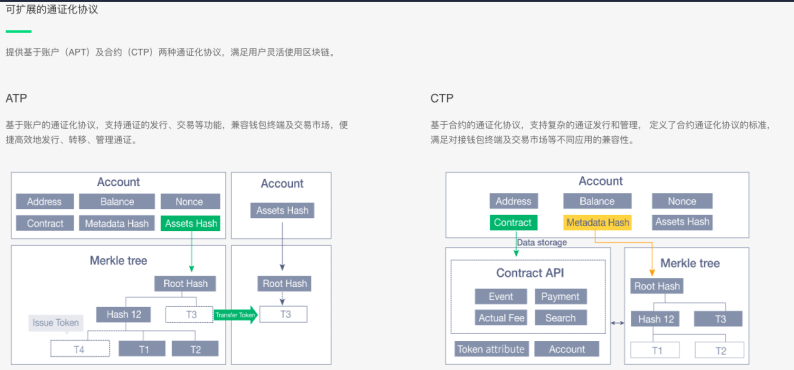 可扩展的通证化协议
提供基于账户（APT）及合约（CTP）两种通证化协议，满足用户灵活使用区块链。
ATP
基于账户的通证化协议，支持通证的发行、交易等功能，兼容钱包终端及交易市场，便
捷高效地发行、转移、管理通证。
Account
Address Balance Nonce
Contract Metadata Hash Assets Hash
Account
Assets Hash
Merkle tree
Root Hash
Hash 12
T3
Issue Token
T4 T1 T2
Transfer Token
Root Hash
T3
CTP
基于合约的通证化协议，支持复杂的通证发行和管理， 定义了合约通证化协议的标准，
满足对接钱包终端及交易市场等不同应用的兼容性。
Account
Address Balance Nonce
Contract Metadata Hash Assets Hash
Data storage
Contract API
Event Payment
Actual Fee Search
Token attribute Account
Merkle tree
Root Hash
Hash 12 T3
T1 T2